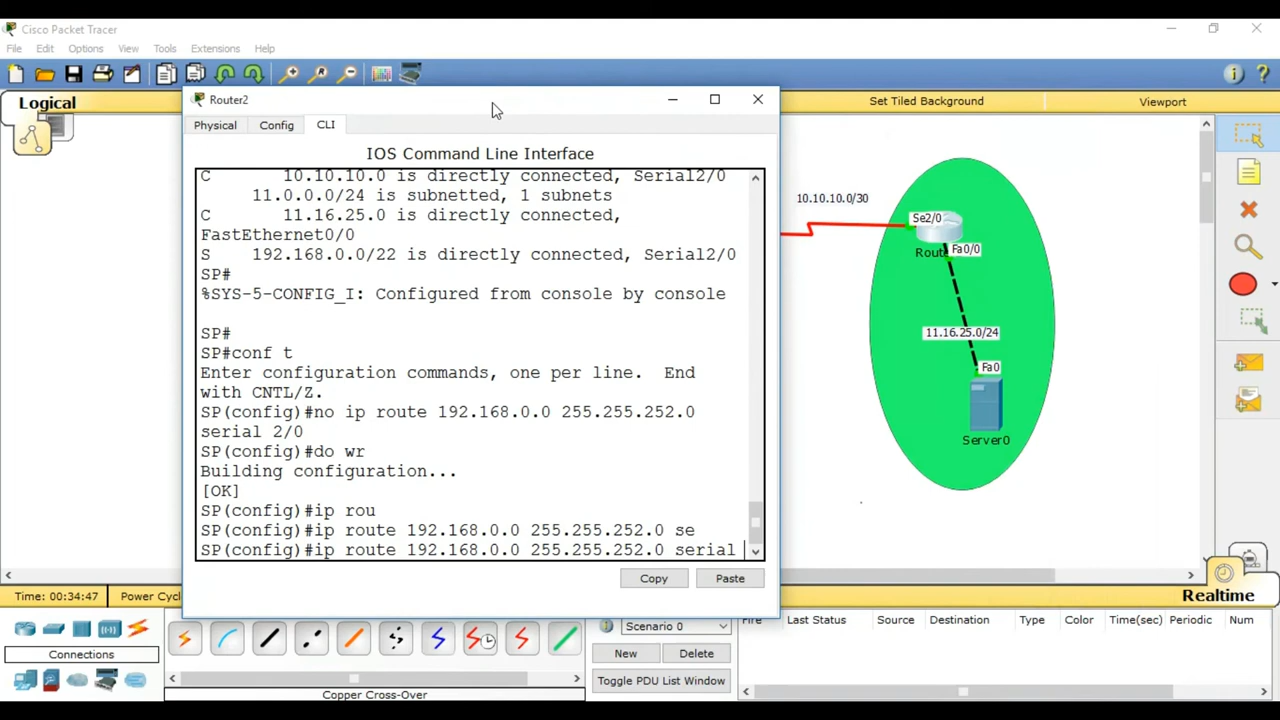 Cisco Packet Tracer
File Edit Options View Tools Extensions Help
Logical
Set Tiled Background
Viewport
Router2
Physical Config CLI
IOS Command Line Interface
C 10.10.10.0 is directly connected, Serial2/0
11.0.0.0/24 is subnetted, 1 subnets
C 11.16.25.0 is directly connected,
FastEthernet0/0
S 192.168.0.0/22 is directly connected, Serial2/0
SP#
%SYS-5-CONFIG_I: Configured from console by console
SP#
SP#conf t
Enter configuration commands, one per line. End
with CNTL/Z.
SP(config)#no ip route 192.168.0.0 255.255.252.0
serial 2/0
SP(config)#do wr
Building configuration...
[OK]
SP(config)#ip rou
SP(config)#ip route 192.168.0.0 255.255.252.0 se
SP(config)#ip route 192.168.0.0 255.255.252.0 serial
Copy Paste
10.10.10.0/30
Se2/0
Route
Fa0/0
11.16.25.0/24
Fa0
Server0
Time: 00:34:47 Power Cyc
Realtime
Connections
Copper Cross-Over
Scenario 0
New Delete
Toggle PDU List Window
Fire Last Status Source Destination Type Color Time(sec) Periodic Num